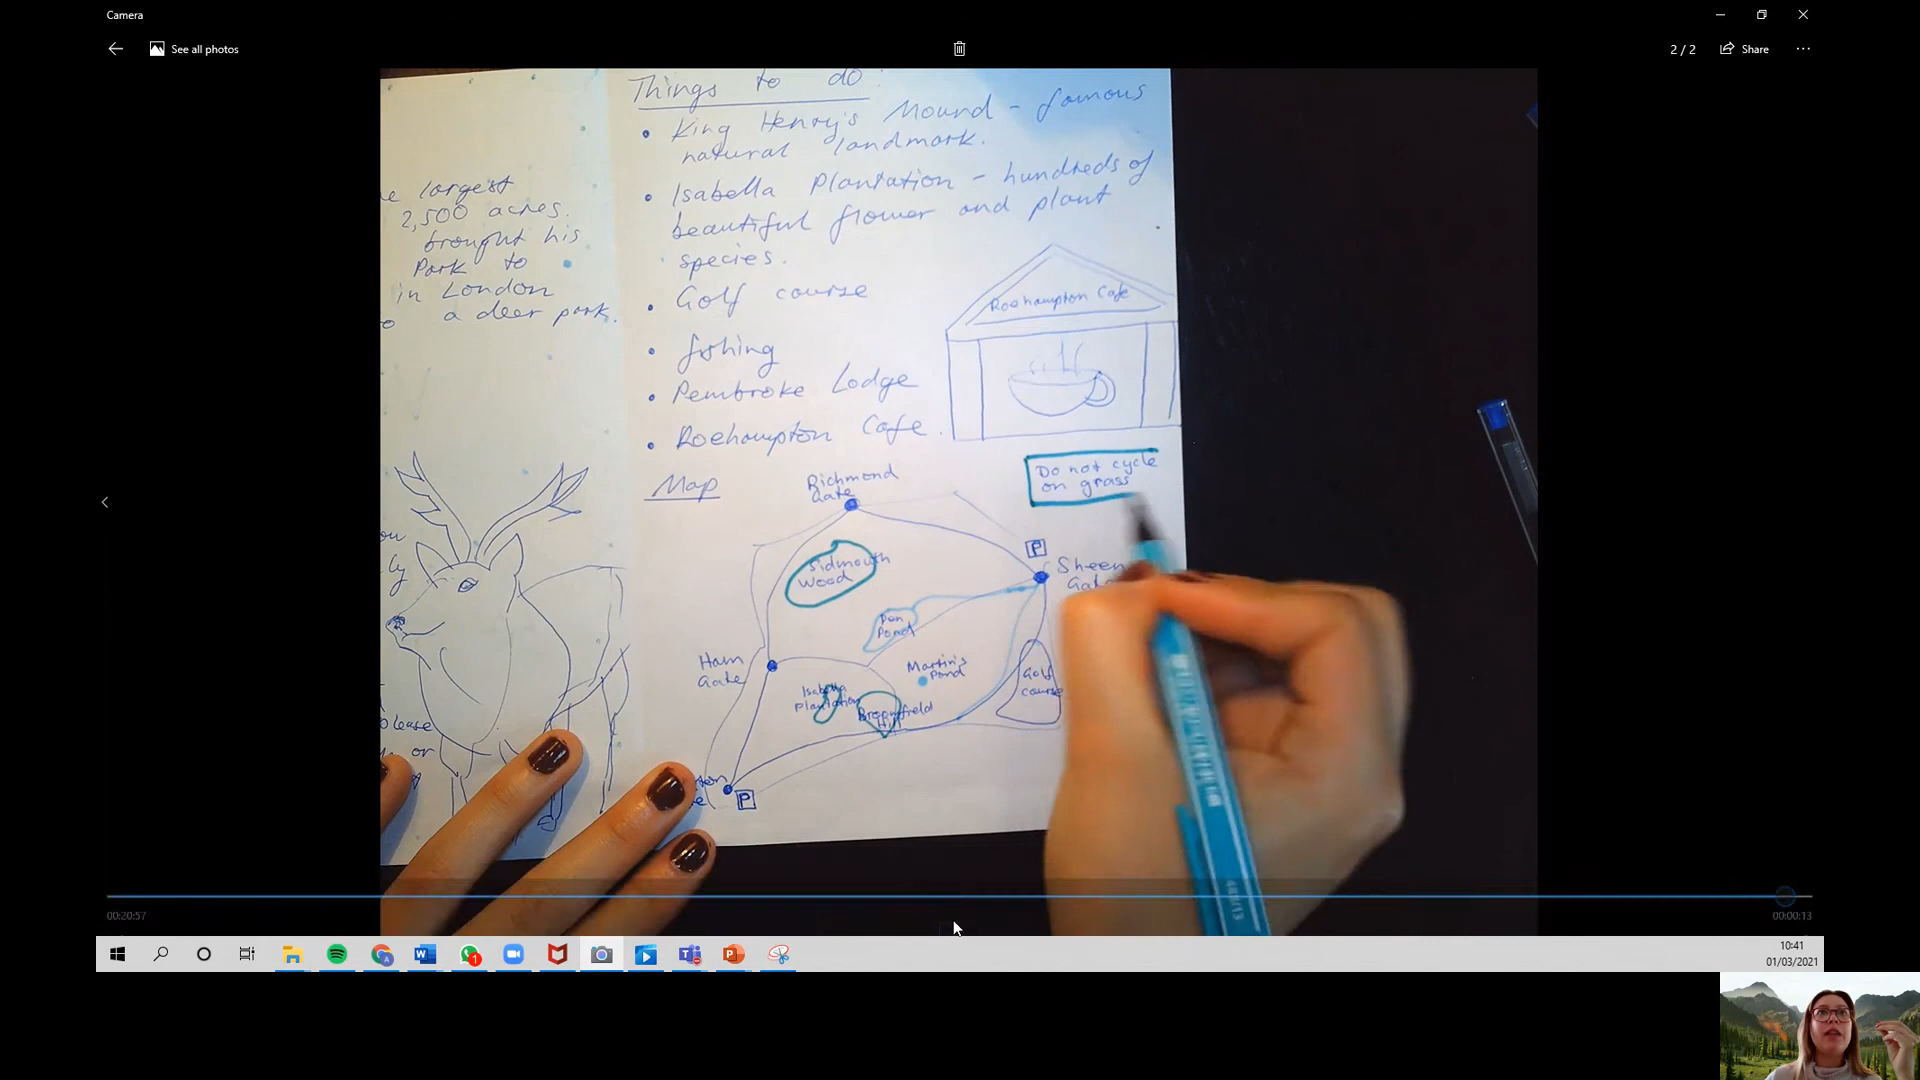 Camera
See all photos
2 / 2
Share
Things to do
• King Henry's Mound - famous
natural landmark.
• Isabella Plantation - hundreds of
beautiful flower and plant
species.
• Golf course
• fishing
• Pembroke Lodge
• Roehampton Cafe.
Roehampton Cafe
largest
2,500 acres.
brought his
Park to
in London
a deer park.
Map
Richmond
Gate
Do not cycle
on grass
P
Sheen
Sidmouth
Wood
Pen
Pond
Ham
Gate
Martin's
Pond
Golf
course
Isabella
Plantation
Broomfield
Hill
P
or
00:20:57
00:00:13
10:41
01/03/2021